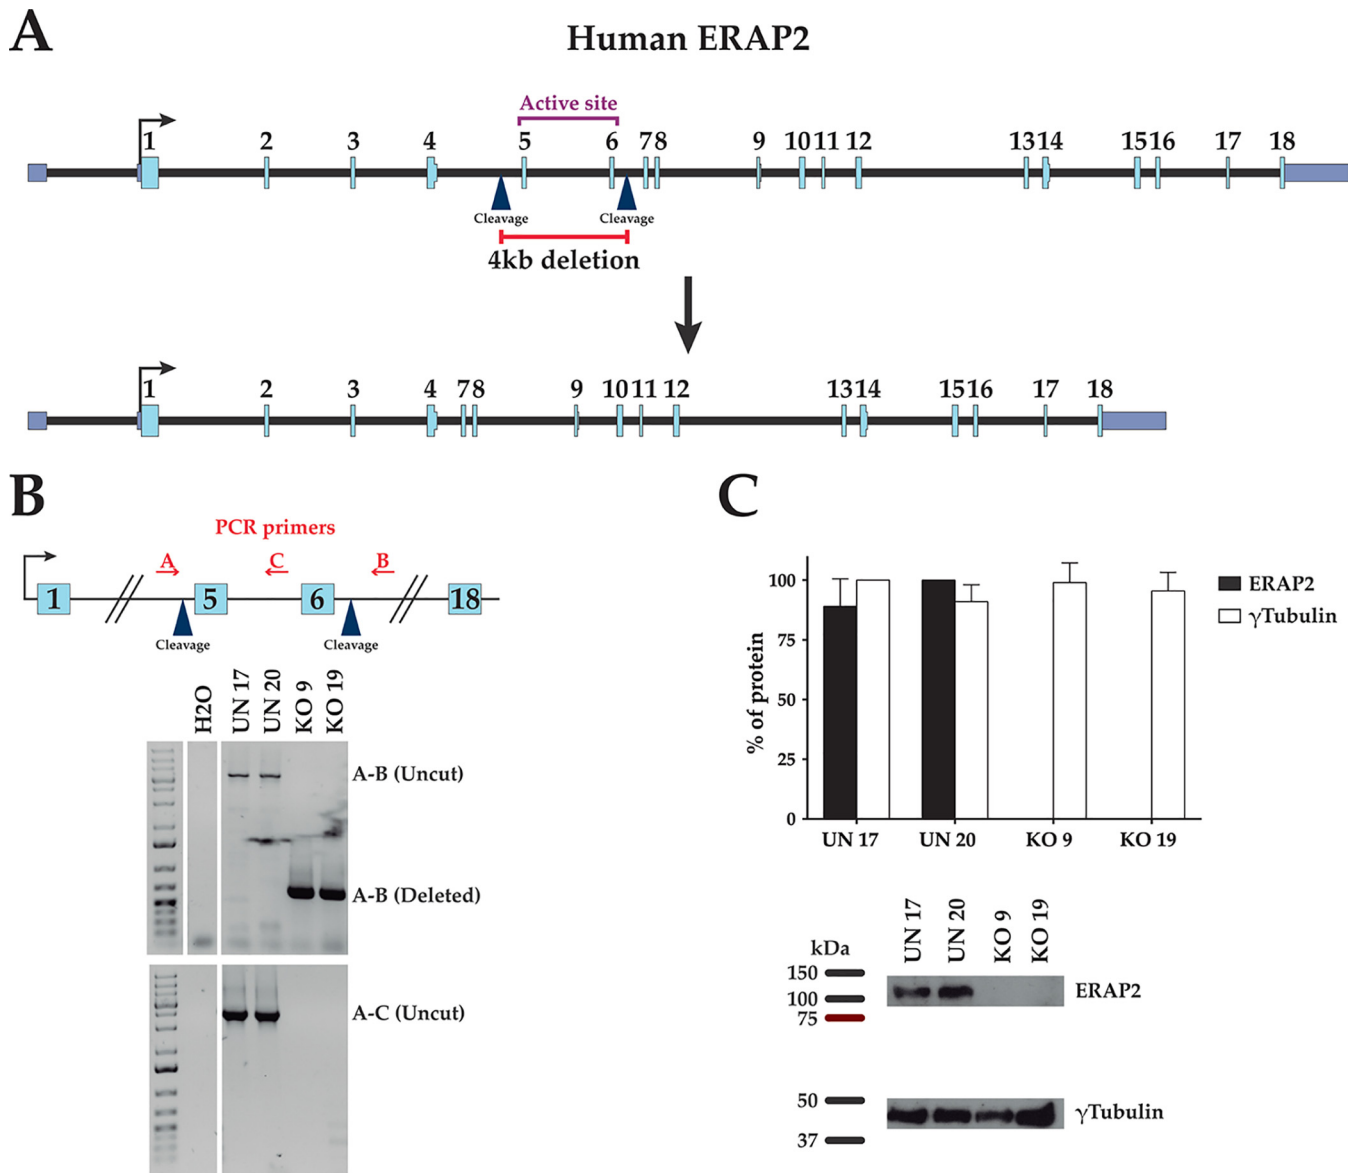 A
Human ERAP2
Active site
1 2 3 4 5 6 7 8 9 10 11 12 13 14 15 16 17 18
Cleavage Cleavage
4kb deletion
1 2 3 4 7 8 9 10 11 12 13 14 15 16 17 18
B
PCR primers
A C B
1 5 6 18
Cleavage Cleavage
H2O UN 17 UN 20 KO 9 KO 19
A-B (Uncut)
A-B (Deleted)
A-C (Uncut)
C
% of protein
100
75
50
25
0
UN 17 UN 20 KO 9 KO 19
ERAP2
γTubulin
UN 17 UN 20 KO 9 KO 19
kDa
150
100
75
ERAP2
50
37
γTubulin